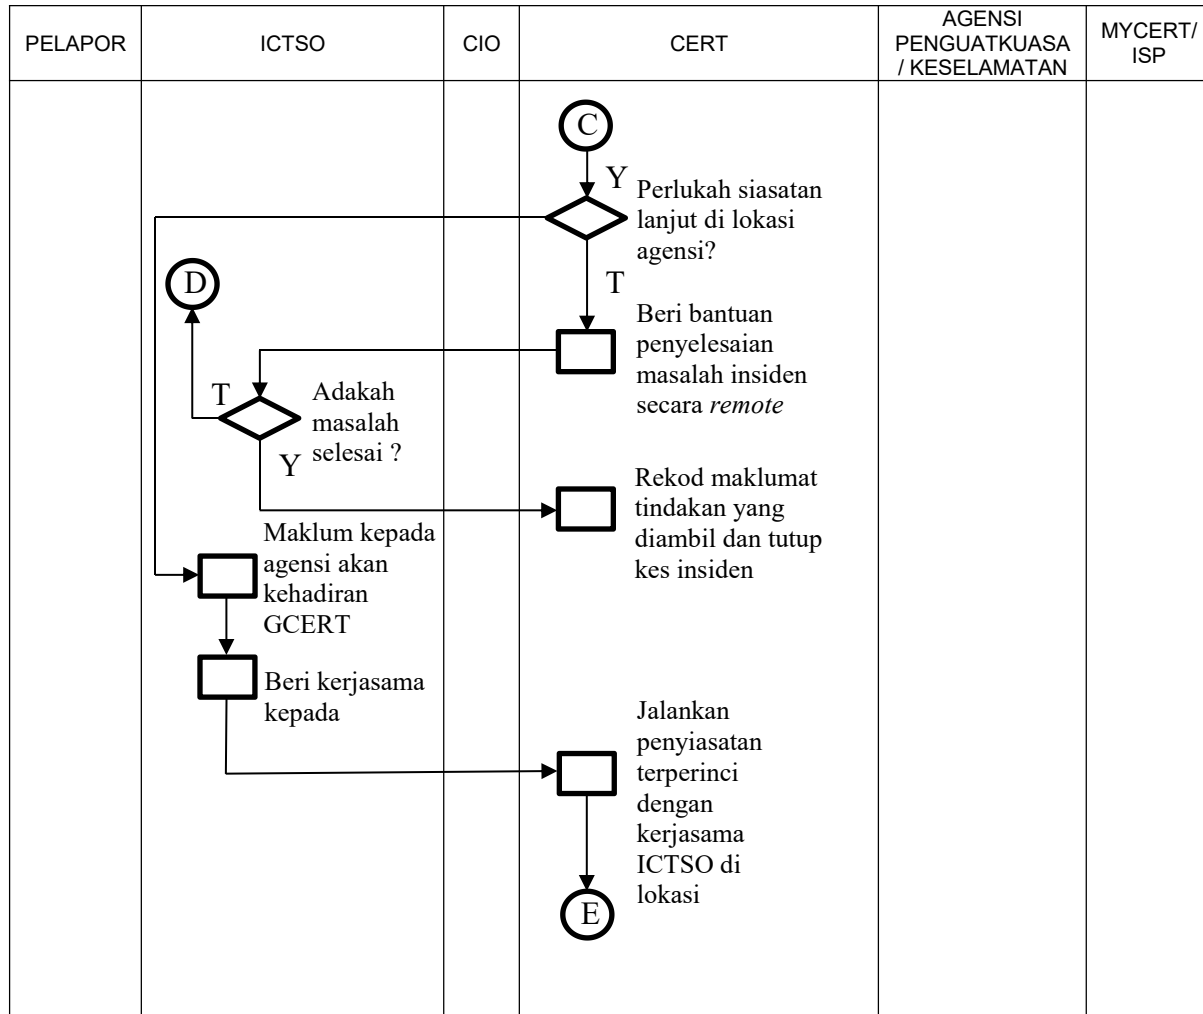 PELAPOR
ICTSO
CIO
CERT
AGENSI
PENGUATKUASA
/ KESELAMATAN
MYCERT/
ISP
C
Y
Perlukah siasatan
lanjut di lokasi
agensi?
D
T
Beri bantuan
penyelesaian
masalah insiden
secara remote
T
Adakah
masalah
selesai ?
Y
Rekod maklumat
tindakan yang
diambil dan tutup
kes insiden
Maklum kepada
agensi akan
kehadiran
GCERT
Beri kerjasama
kepada
Jalankan
penyiasatan
terperinci
dengan
kerjasama
ICTSO di
lokasi
E